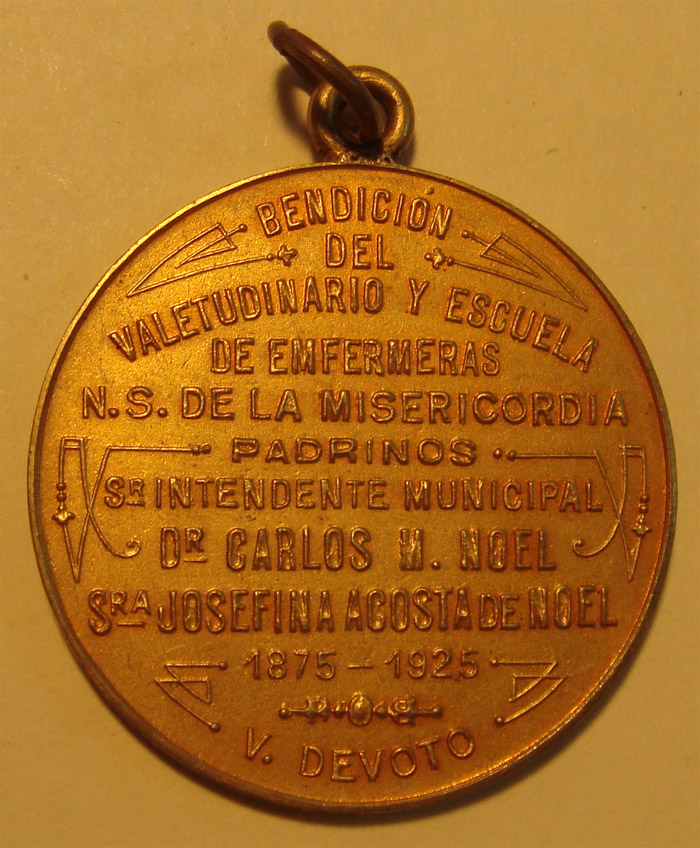 BENDICIÓN
DEL
VALETUDINARIO Y ESCUELA
DE EMFERMERAS
N.S. DE LA MISERICORDIA
PADRINOS
SR INTENDENTE MUNICIPAL
DR CARLOS M. NOEL
SRA JOSEFINA ACOSTA DE NOEL
1875-1925
V. DEVOTO